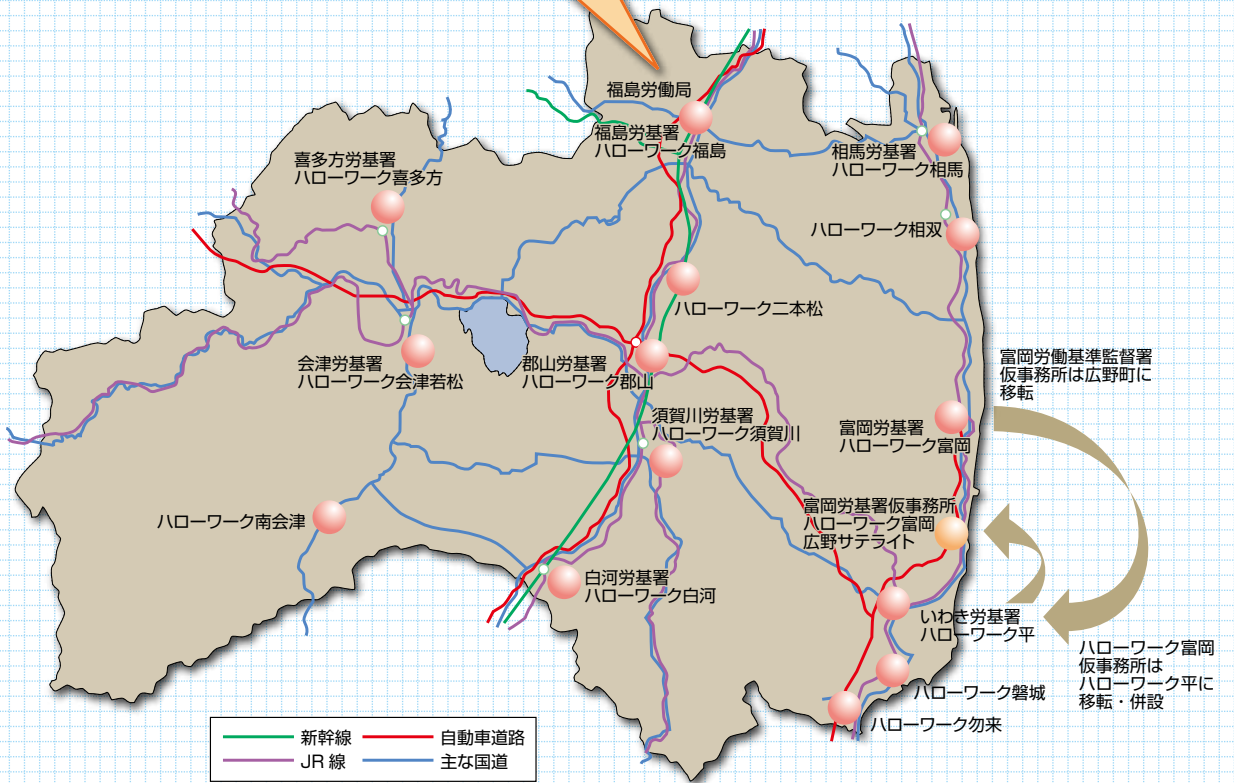 福島労働局
福島労基署
ハローワーク福島
相馬労基署
ハローワーク相馬
喜多方労基署
ハローワーク喜多方
ハローワーク相双
ハローワーク二本松
会津労基署
ハローワーク会津若松
郡山労基署
ハローワーク郡山
富岡労働基準監督署
仮事務所は広野町に
移転
須賀川労基署
ハローワーク須賀川
富岡労基署
ハローワーク富岡
ハローワーク南会津
富岡労基署仮事務所
ハローワーク富岡
広野サテライト
白河労基署
ハローワーク白河
いわき労基署
ハローワーク平
ハローワーク富岡
仮事務所は
ハローワーク平に
移転・併設
ハローワーク磐城
ハローワーク勿来
新幹線
自動車道路
JR線
主な国道